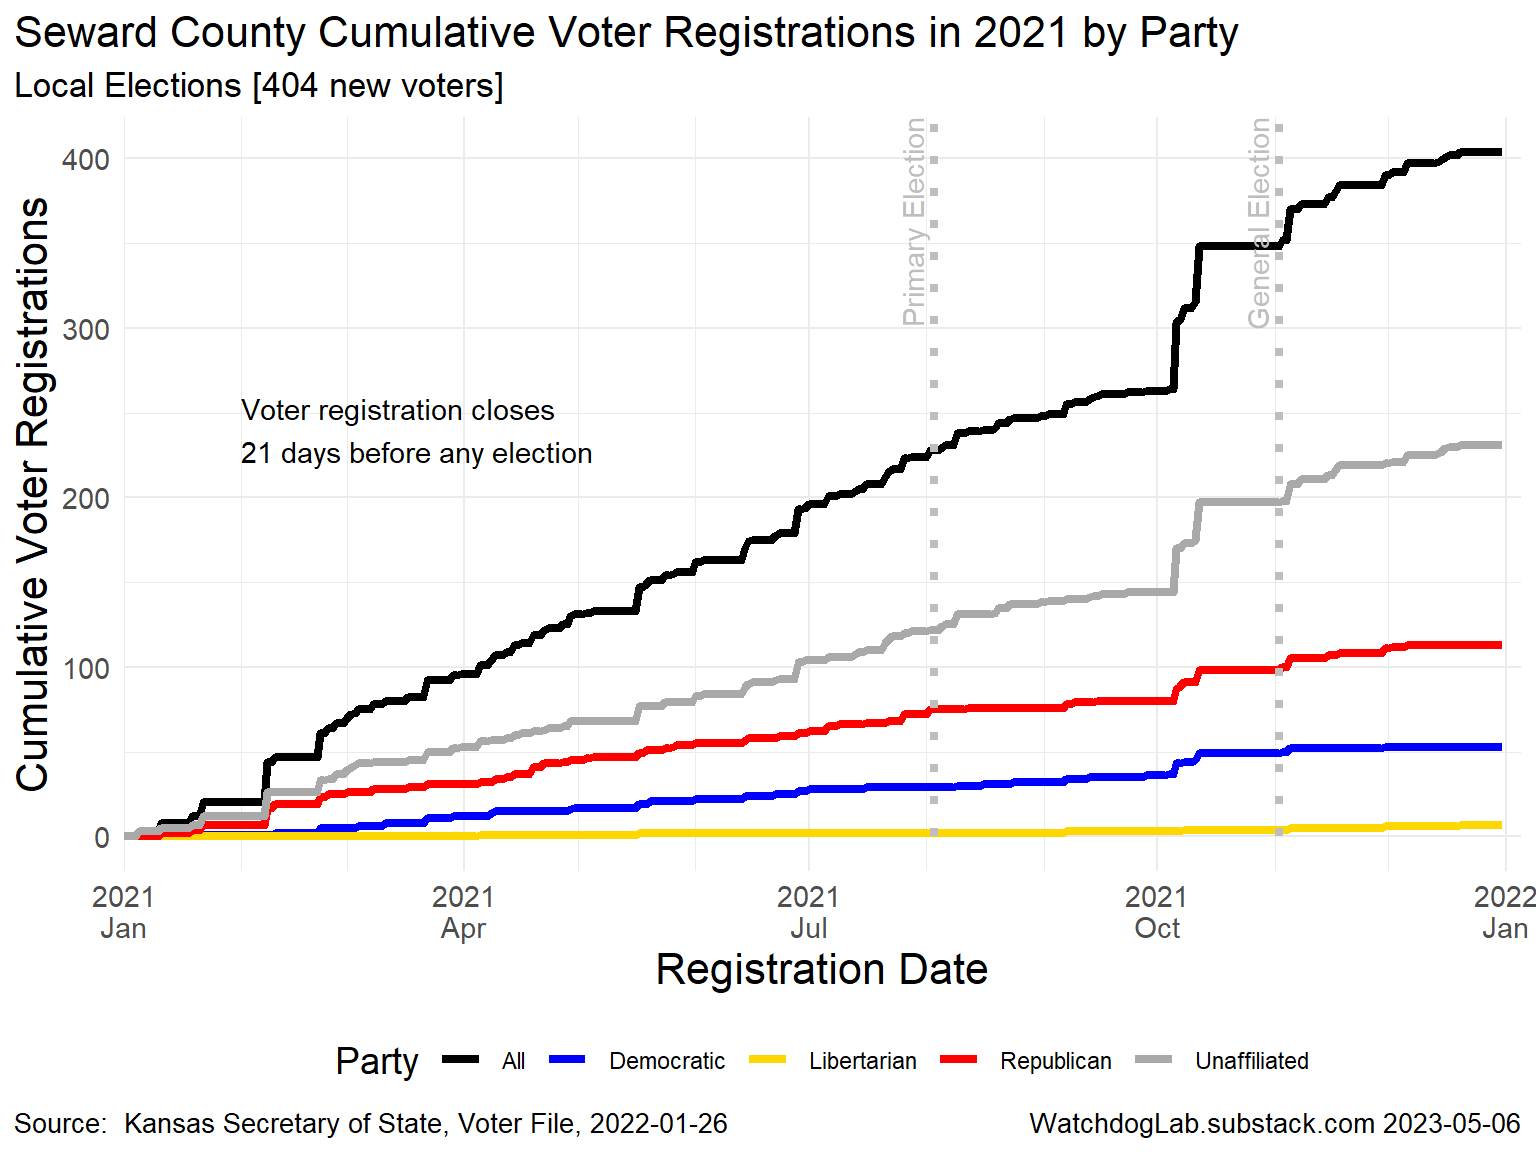 Seward County Cumulative Voter Registrations in 2021 by Party
Local Elections [404 new voters]
Cumulative Voter Registrations
400
300
200
100
0
Primary Election
General Election
Voter registration closes
21 days before any election
2021 2021 2021 2021 2022
Jan Apr Jul Oct Jan
Registration Date
Party All Democratic Libertarian Republican Unaffiliated
Source:  Kansas Secretary of State, Voter File, 2022-01-26
WatchdogLab.substack.com 2023-05-06